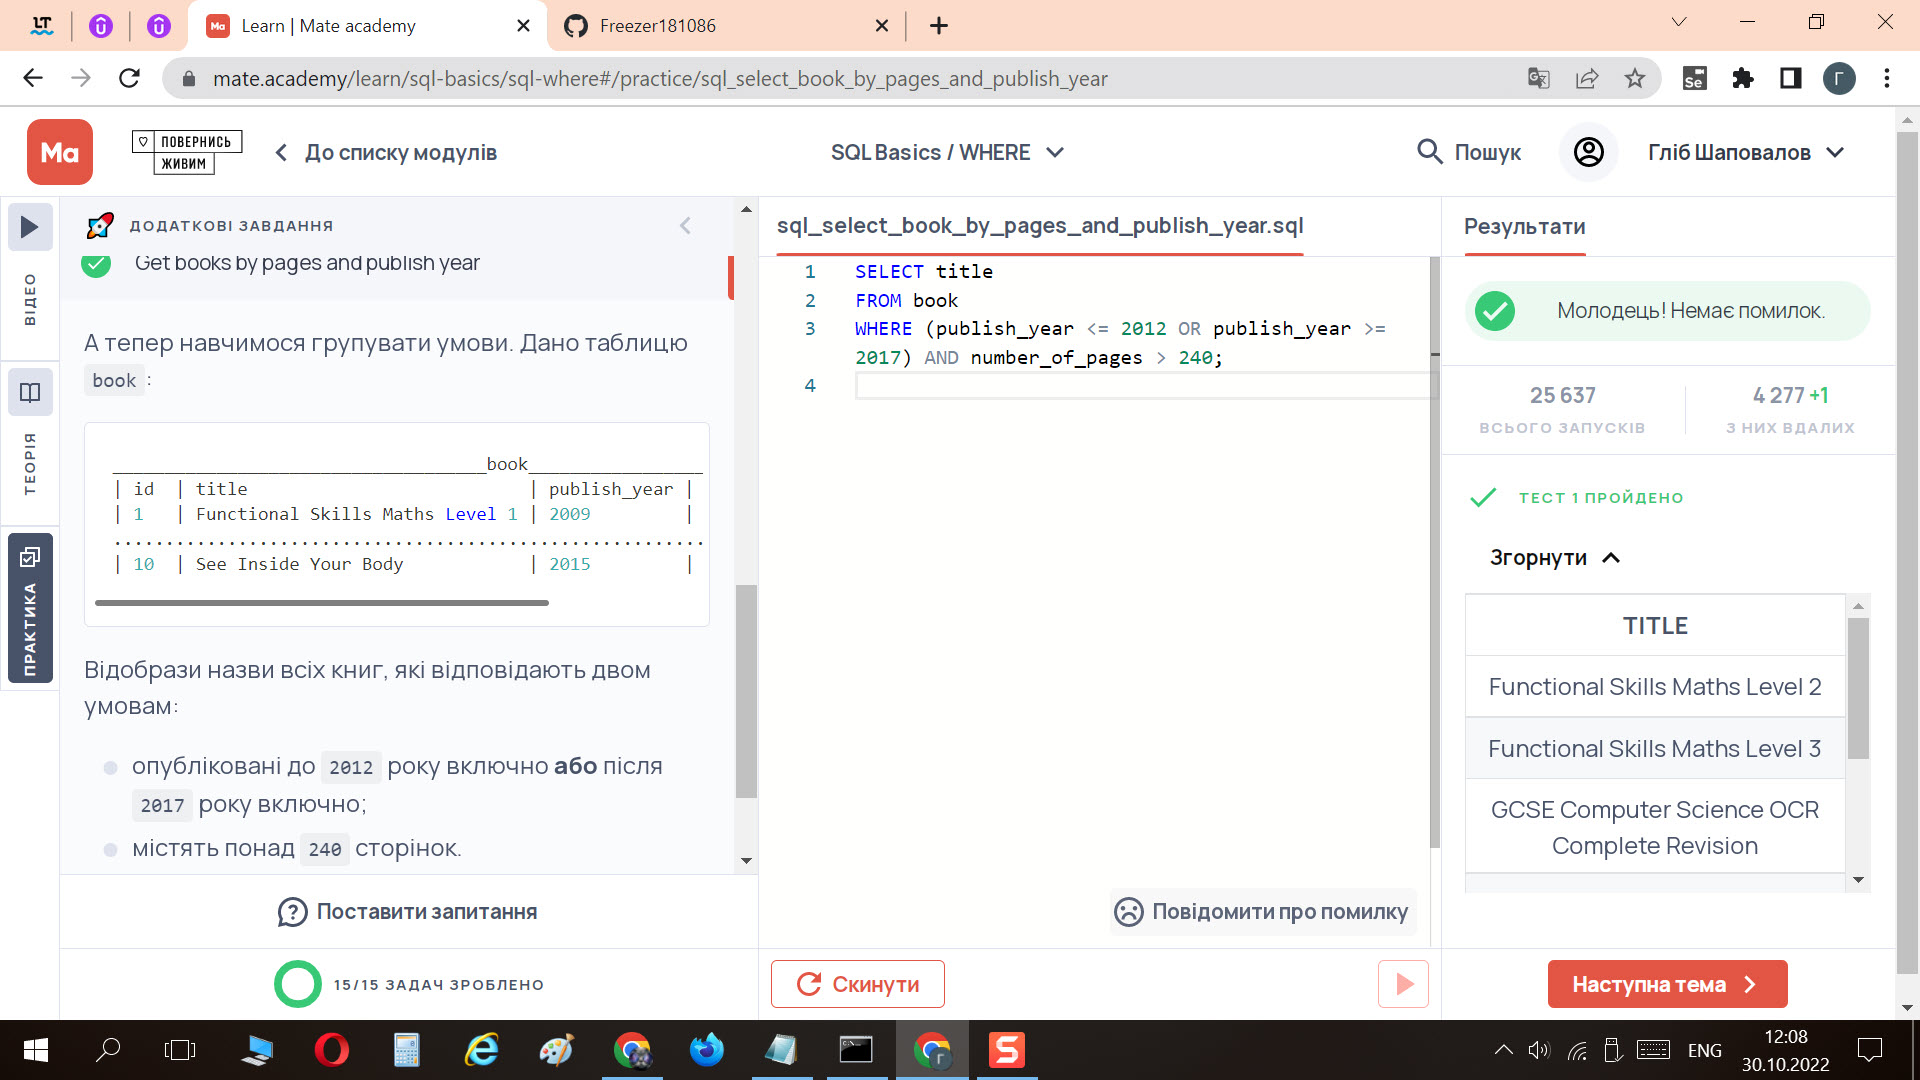 Learn | Mate academy
Freezer181086
mate.academy/learn/sql-basics/sql-where#/practice/sql_select_book_by_pages_and_publish_year
Ma
ПОВЕРНИСЬ
ЖИВИМ
До списку модулів
SQL Basics / WHERE
Пошук
Гліб Шаповалов
ВІДЕО
ТЕОРІЯ
ПРАКТИКА
ДОДАТКОВІ ЗАВДАННЯ
Get books by pages and publish year
А тепер навчимося групувати умови. Дано таблицю
book :
____________________________________book_________________
| id | title | publish_year |
| 1 | Functional Skills Maths Level 1 | 2009 |
.........................................................
| 10 | See Inside Your Body | 2015 |
Відобрази назви всіх книг, які відповідають двом
умовам:
опубліковані до 2012 року включно або після
2017 року включно;
містять понад 240 сторінок.
Поставити запитання
15/15 ЗАДАЧ ЗРОБЛЕНО
sql_select_book_by_pages_and_publish_year.sql
1 SELECT title
2 FROM book
3 WHERE (publish_year <= 2012 OR publish_year >=
2017) AND number_of_pages > 240;
4
Повідомити про помилку
Скинути
Результати
Молодець! Немає помилок.
25 637
ВСЬОГО ЗАПУСКІВ
4 277 +1
З НИХ ВДАЛИХ
ТЕСТ 1 ПРОЙДЕНО
Згорнути
TITLE
Functional Skills Maths Level 2
Functional Skills Maths Level 3
GCSE Computer Science OCR
Complete Revision
Наступна тема
ENG
12:08
30.10.2022